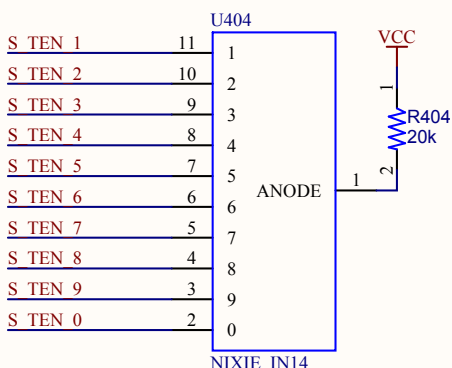 U404
S_TEN_1 11 1
S_TEN_2 10 2
S_TEN_3 9 3
S_TEN_4 8 4
S_TEN_5 7 5
S_TEN_6 6 6
S_TEN_7 5 7
S_TEN_8 4 8
S_TEN_9 3 9
S_TEN_0 2 0
ANODE 1
VCC
1
R404
20k
2
NIXIE_IN14